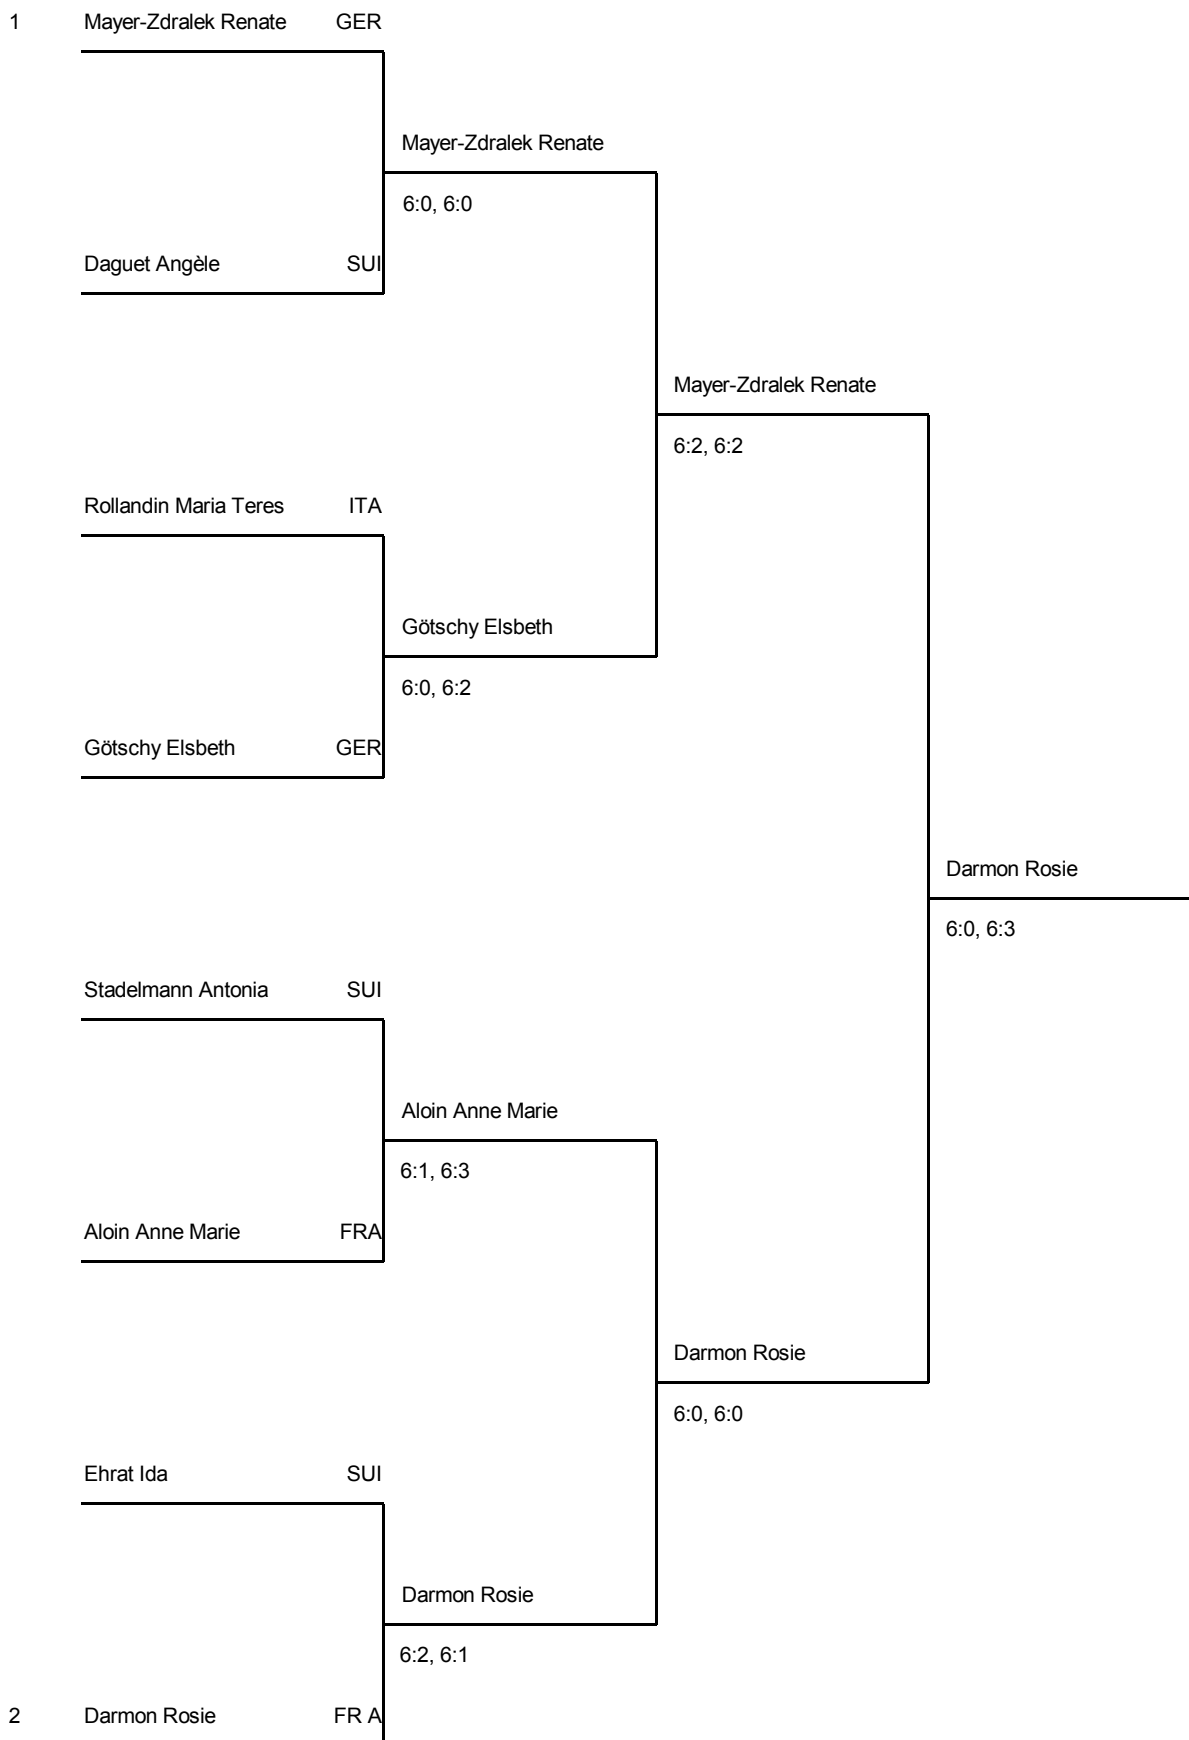 1 Mayer-Zdralek Renate GER
Mayer-Zdralek Renate
6:0, 6:0
Daguet Angèle SUI
Mayer-Zdralek Renate
6:2, 6:2
Rollandin Maria Teres ITA
Götschy Elsbeth
6:0, 6:2
Götschy Elsbeth GER
Darmon Rosie
6:0, 6:3
Stadelmann Antonia SUI
Aloin Anne Marie
6:1, 6:3
Aloin Anne Marie FRA
Darmon Rosie
6:0, 6:0
Ehrat Ida SUI
Darmon Rosie
6:2, 6:1
2 Darmon Rosie FR A